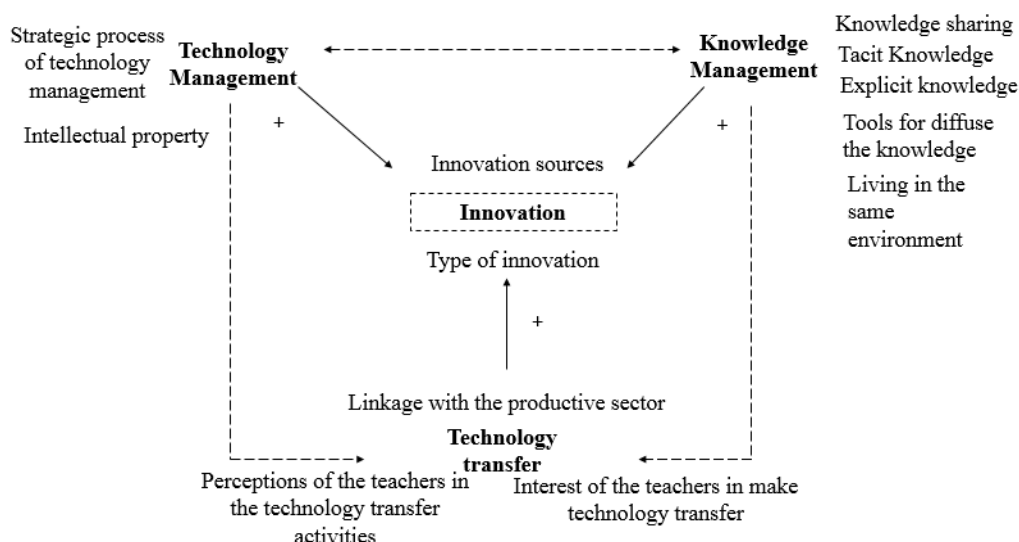 Strategic process
of technology
management
Intellectual property
Technology
Management
Knowledge
Management
Knowledge sharing
Tacit Knowledge
Explicit knowledge
Tools for diffuse
the knowledge
Living in the
same
environment
+
+
Innovation sources
Innovation
Type of innovation
+
Linkage with the productive sector
Technology
transfer
Perceptions of the teachers in
the technology transfer
activities
Interest of the teachers in make
technology transfer